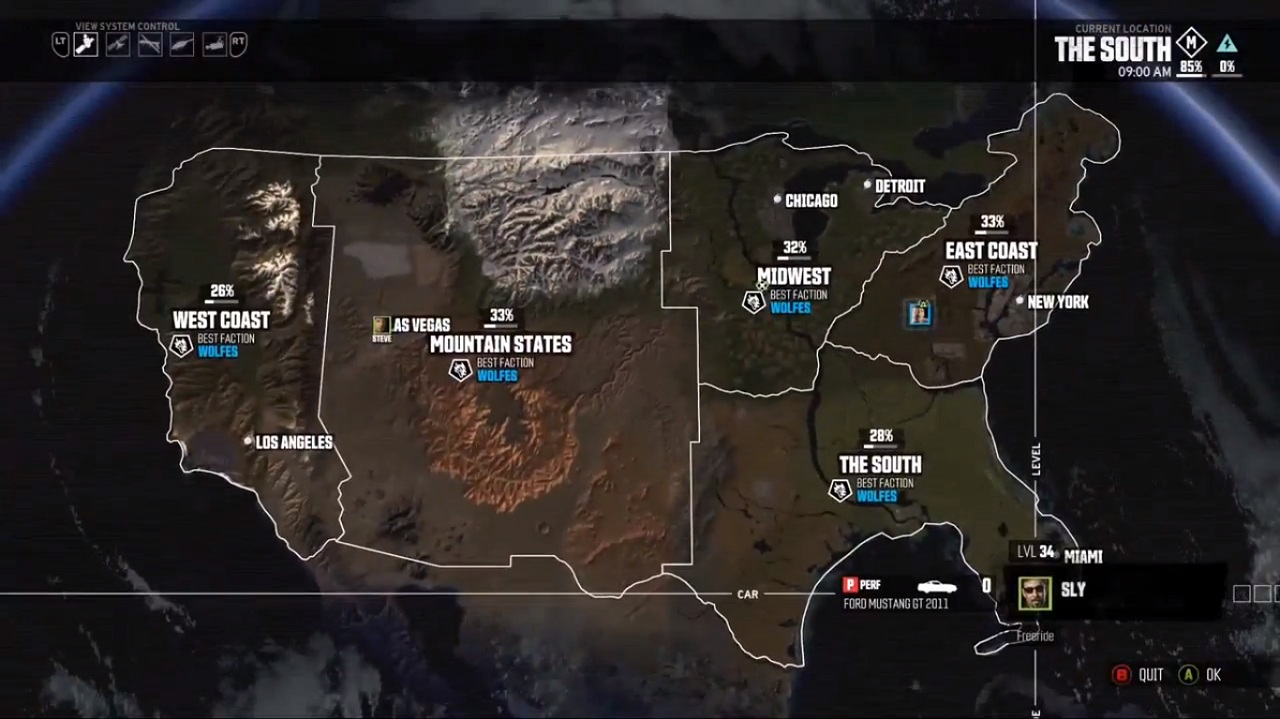 VIEW SYSTEM CONTROL
LT
RT
CURRENT LOCATION
THE SOUTH
M
09:00 AM
85%
0%
CHICAGO
DETROIT
33%
EAST COAST
BEST FACTION
WOLFES
32%
MIDWEST
BEST FACTION
WOLFES
NEW YORK
26%
WEST COAST
BEST FACTION
WOLFES
AS VEGAS
STEVE
33%
MOUNTAIN STATES
BEST FACTION
WOLFES
LOS ANGELES
28%
THE SOUTH
BEST FACTION
WOLFES
LEVEL
LVL 34
MIAMI
CAR
P PERF
0
FORD MUSTANG GT 2011
SLY
Freeride
B QUIT
A OK